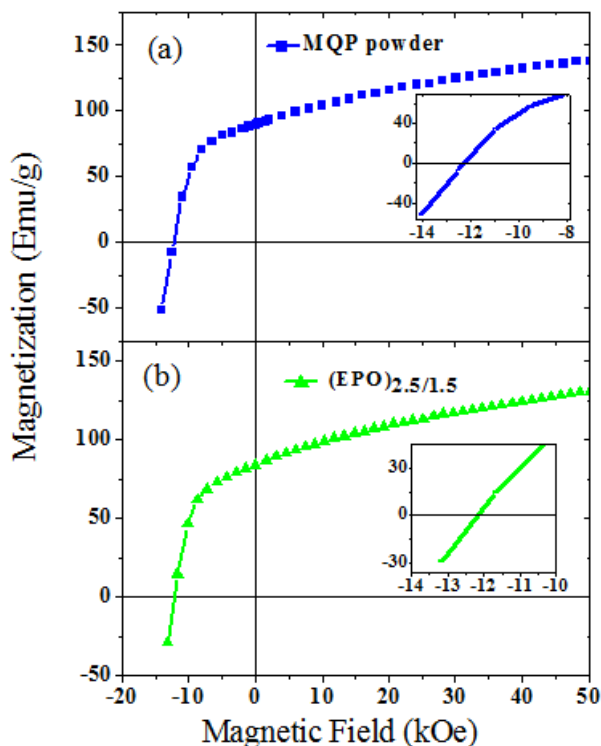 Magnetization (Emu/g)
(a)
MQP powder
150
100
50
0
-50
40
0
-40
-14 -12 -10 -8
(b)
(EPO)2.5/1.5
150
100
50
0
-50
30
0
-30
-14 -13 -12 -11 -10
-20 -10 0 10 20 30 40 50
Magnetic Field (kOe)